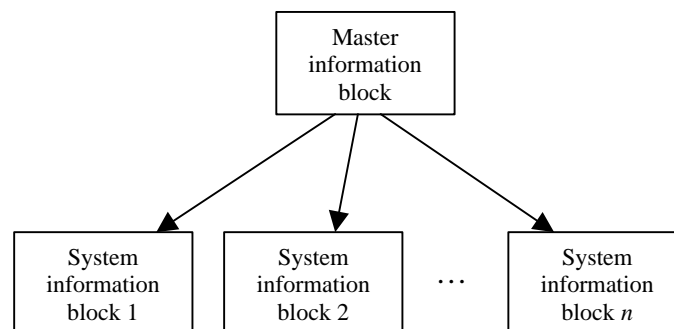 Master
information
block
System
information
block 1
System
information
block 2
…
System
information
block n